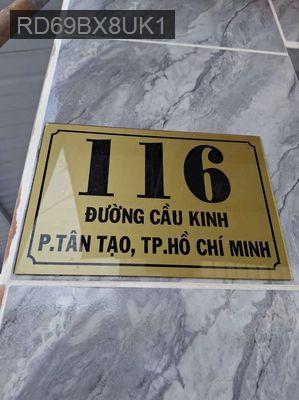 RD69BX8UK1
116
ĐƯỜNG CẦU KINH
P.TÂN TẠO, TP.HỒ CHÍ MINH